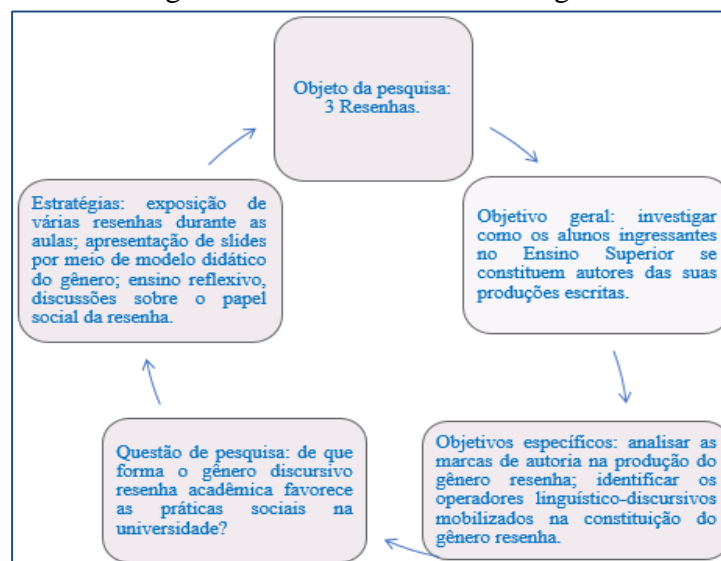 Objeto da pesquisa:
3 Resenhas.
Objetivo geral: investigar
como os alunos ingressantes
no Ensino Superior se
constituem autores das suas
produções escritas.
Objetivos específicos: analisar as
marcas de autoria na produção do
gênero resenha; identificar os
operadores linguístico-discursivos
mobilizados na constituição do
gênero resenha.
Questão de pesquisa: de que
forma o gênero discursivo
resenha acadêmica favorece
as práticas sociais na
universidade?
Estratégias: exposição de
várias resenhas durante as
aulas; apresentação de slides
por meio de modelo didático
do gênero; ensino reflexivo,
discussões sobre o papel
social da resenha.